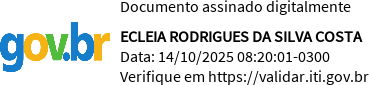 Documento assinado digitalmente
gov.br
ECLEIA RODRIGUES DA SILVA COSTA
Data: 14/10/2025 08:20:01-0300
Verifique em https://validar.iti.gov.br